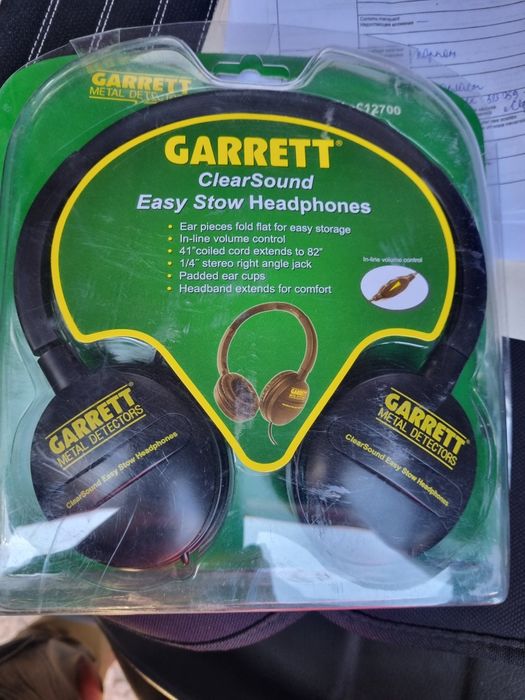 GARRETT
METAL DETECTORS
GARRETT®
ClearSound
Easy Stow Headphones
• Ear pieces fold flat for easy storage
• In-line volume control
• 41"coiled cord extends to 82"
• 1/4" stereo right angle jack
• Padded ear cups
• Headband extends for comfort
In-line volume control
GARRETT®
METAL DETECTORS
ClearSound Easy Stow Headphones
GARRETT®
METAL DETECTORS
ClearSound Easy Stow Headphones